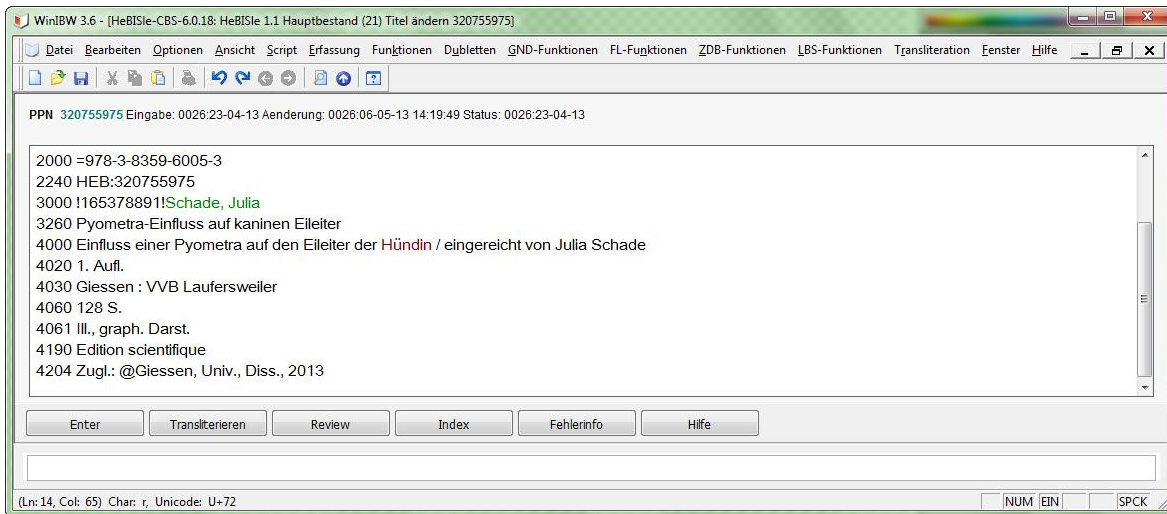 WinIBW 3.6 - [HeBISle-CBS-6.0.18: HeBISle 1.1 Hauptbestand (21) Titel ändern 320755975]
Datei Bearbeiten Optionen Ansicht Script Erfassung Funktionen Dubletten GND-Funktionen FL-Funktionen ZDB-Funktionen LBS-Funktionen Transliteration Fenster Hilfe
PPN 320755975 Eingabe: 0026:23-04-13 Aenderung: 0026:06-05-13 14:19:49 Status: 0026:23-04-13
2000 =978-3-8359-6005-3
2240 HEB:320755975
3000 !165378891!Schade, Julia
3260 Pyometra-Einfluss auf kaninen Eileiter
4000 Einfluss einer Pyometra auf den Eileiter der Hündin / eingereicht von Julia Schade
4020 1. Aufl.
4030 Giessen : VVB Laufersweiler
4060 128 S.
4061 Ill., graph. Darst.
4190 Edition scientifique
4204 Zugl.: @Giessen, Univ., Diss., 2013
Enter Transliterieren Review Index Fehlerinfo Hilfe
(Ln: 14, Col: 65) Char: r, Unicode: U+72 NUM EIN SPCK